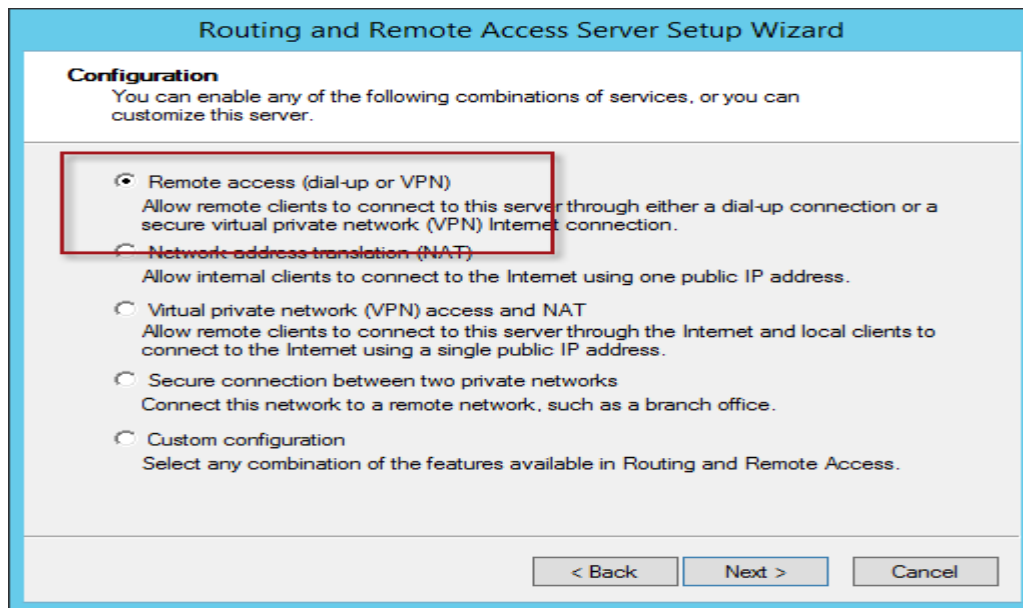 Routing and Remote Access Server Setup Wizard
Configuration
You can enable any of the following combinations of services, or you can
customize this server.
Remote access (dial-up or VPN)
Allow remote clients to connect to this server through either a dial-up connection or a
secure virtual private network (VPN) Internet connection.
Network address translation (NAT)
Allow internal clients to connect to the Internet using one public IP address.
Virtual private network (VPN) access and NAT
Allow remote clients to connect to this server through the Internet and local clients to
connect to the Internet using a single public IP address.
Secure connection between two private networks
Connect this network to a remote network, such as a branch office.
Custom configuration
Select any combination of the features available in Routing and Remote Access.
< Back Next > Cancel